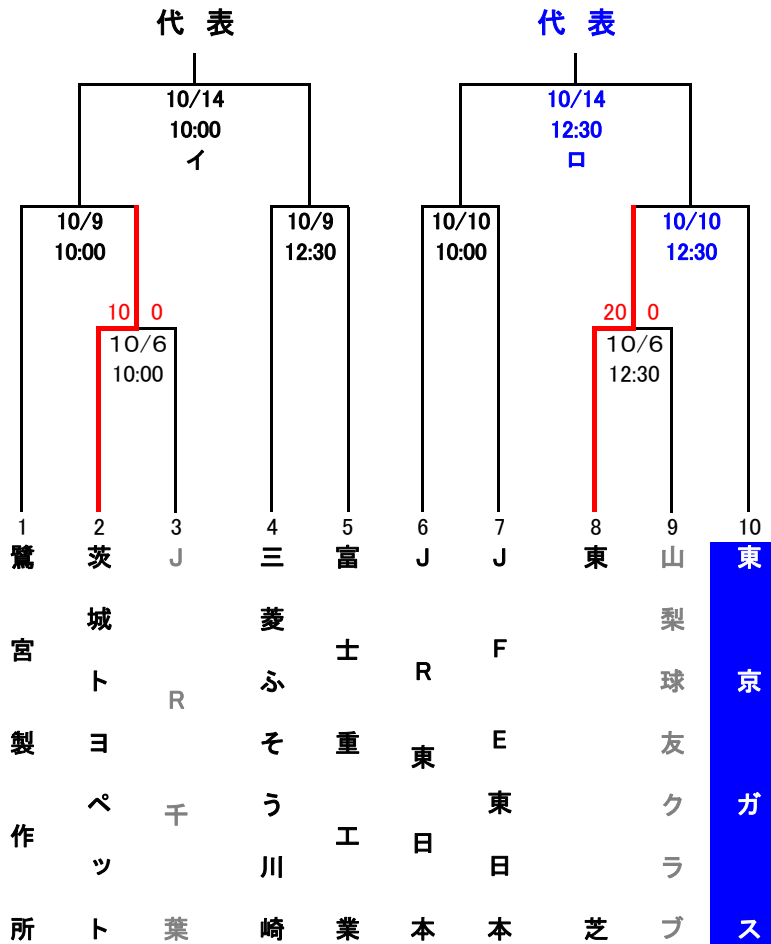 代 表
代 表
10/14
10:00
イ
10/14
12:30
ロ
10/9
10:00
10/9
12:30
10/10
10:00
10/10
12:30
10 0
10/6
10:00
20 0
10/6
12:30
1 2 3 4 5 6 7 8 9 10
鷺宮製作所
茨城トヨペット
JR千葉
三菱ふそう川崎
富士重工業
JR東日本
JFE東日本
東芝
山梨球友クラブ
東京ガス